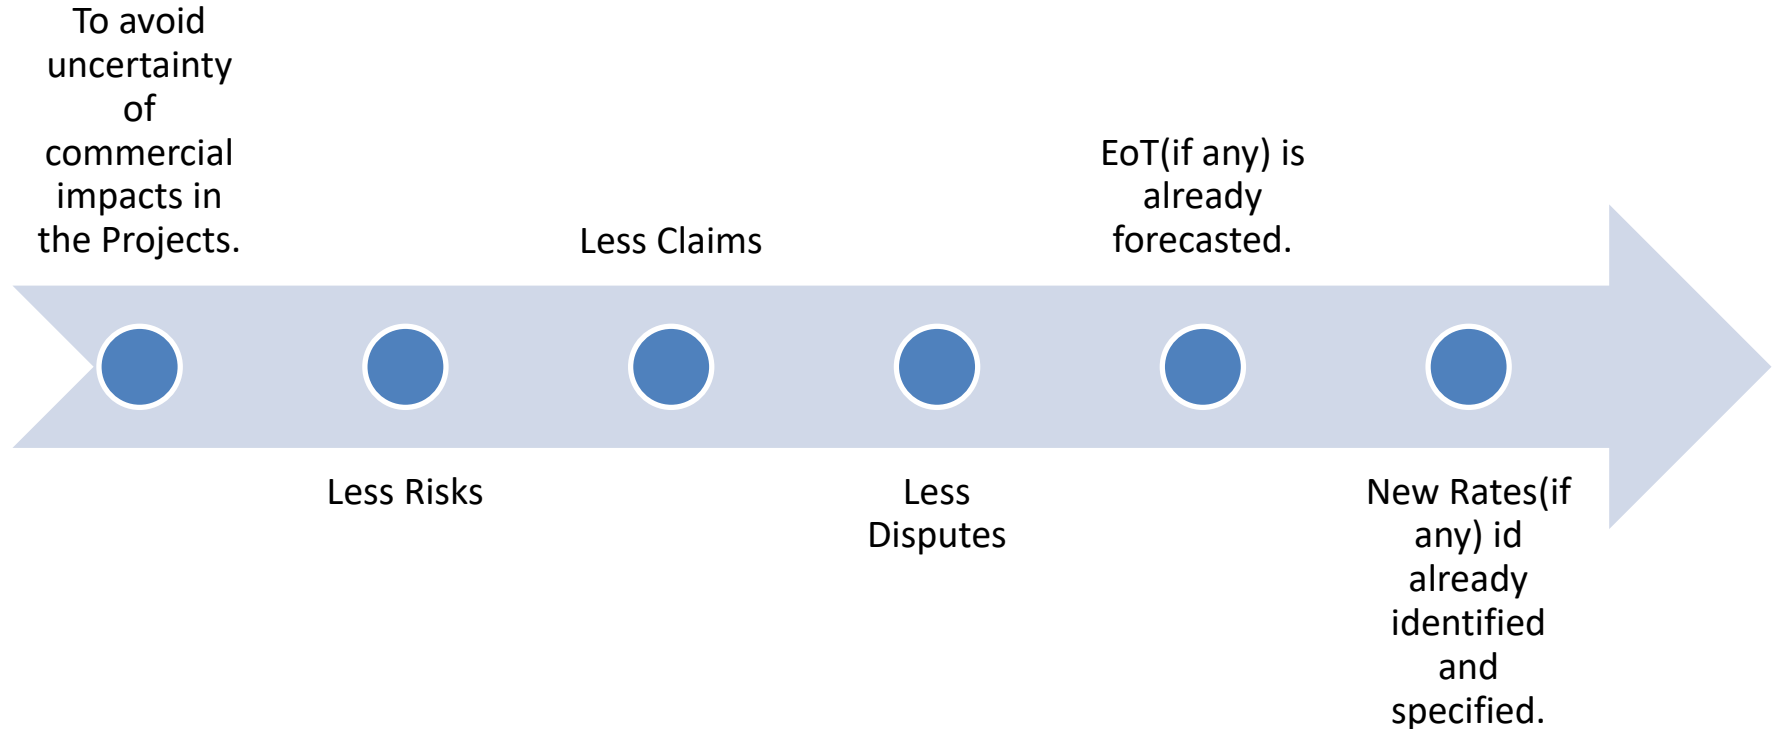 To avoid
uncertainty
of
commercial
impacts in
the Projects.
Less Risks
Less Claims
Less
Disputes
EoT(if any) is
already
forecasted.
New Rates(if
any) id
already
identified
and
specified.